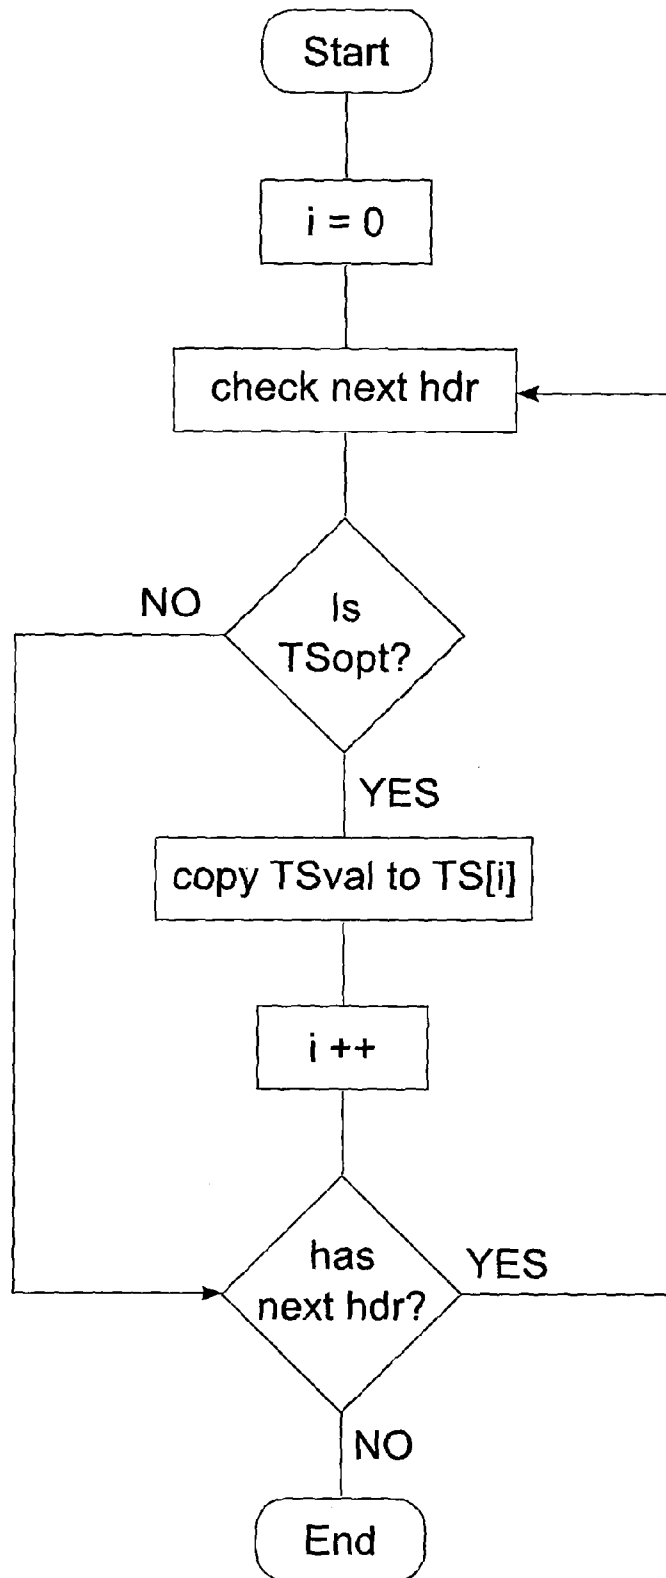 Start
i = 0
check next hdr
NO
Is
TSopt?
YES
copy TSval to TS[i]
i ++
has
next hdr?
YES
NO
End